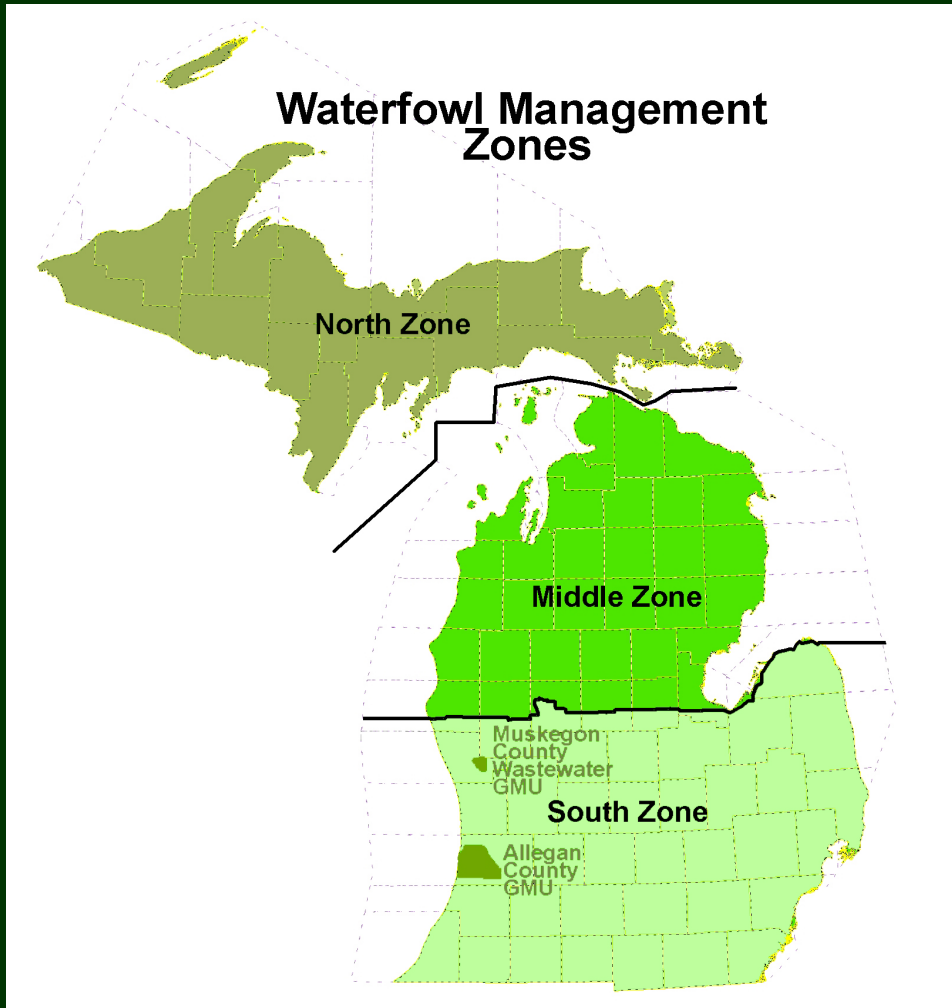 Waterfowl Management
Zones
North Zone
Middle Zone
Muskegon
County
Wastewater
GMU
South Zone
Allegan
County
GMU